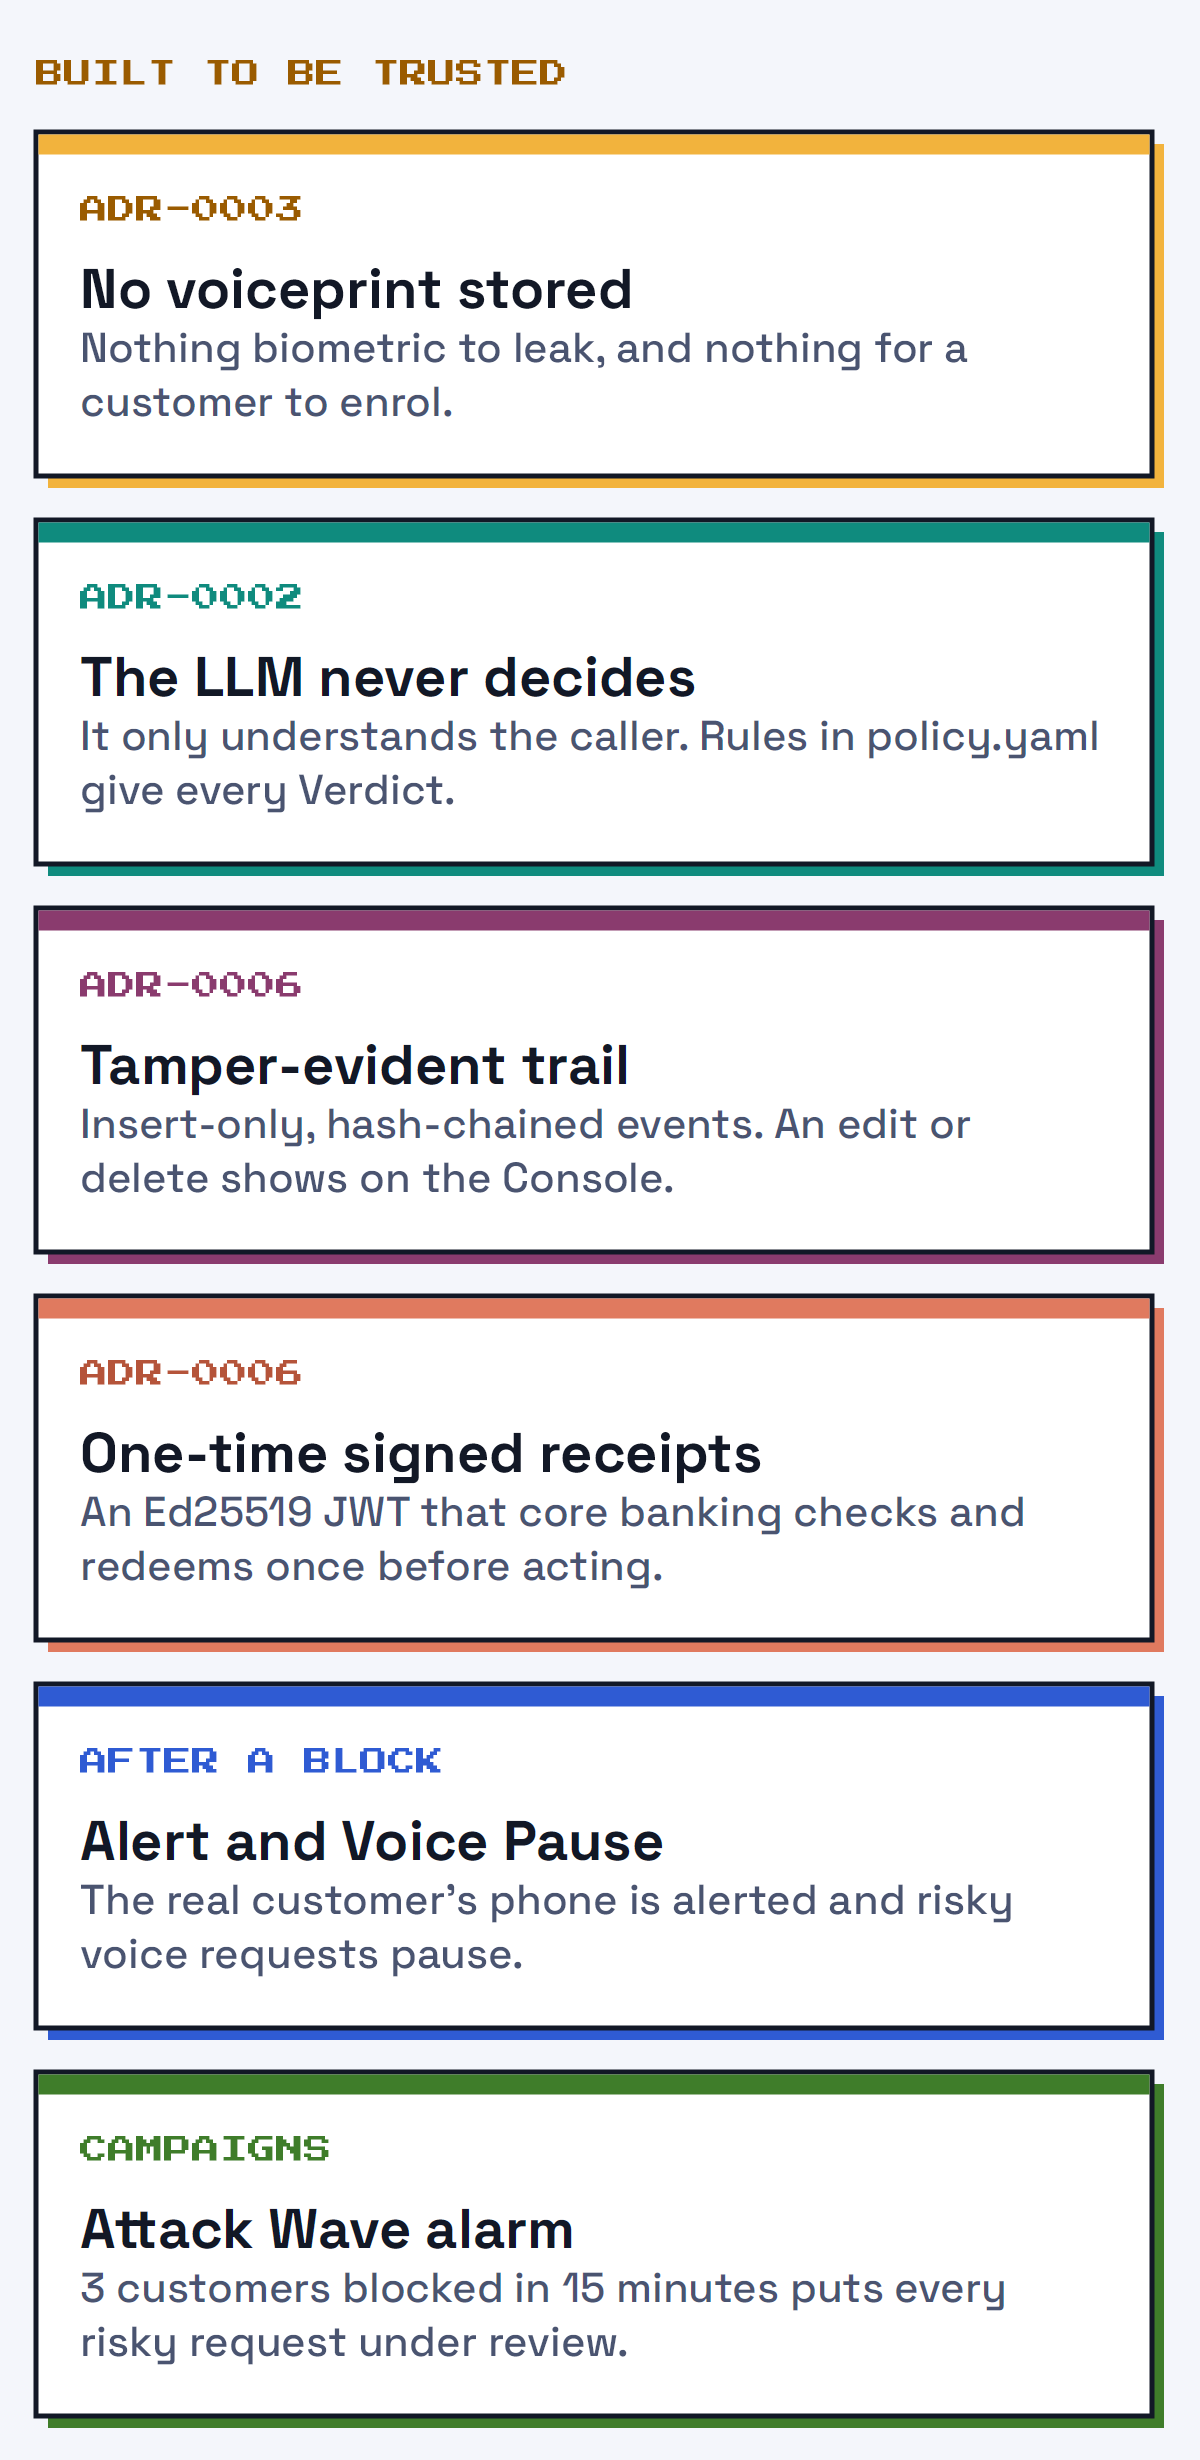 BUILT TO BE TRUSTED
ADR-0003
No voiceprint stored
Nothing biometric to leak, and nothing for a
customer to enrol.
ADR-0002
The LLM never decides
It only understands the caller. Rules in policy.yaml
give every Verdict.
ADR-0006
Tamper-evident trail
Insert-only, hash-chained events. An edit or
delete shows on the Console.
ADR-0006
One-time signed receipts
An Ed25519 JWT that core banking checks and
redeems once before acting.
AFTER A BLOCK
Alert and Voice Pause
The real customer’s phone is alerted and risky
voice requests pause.
CAMPAIGNS
Attack Wave alarm
3 customers blocked in 15 minutes puts every
risky request under review.